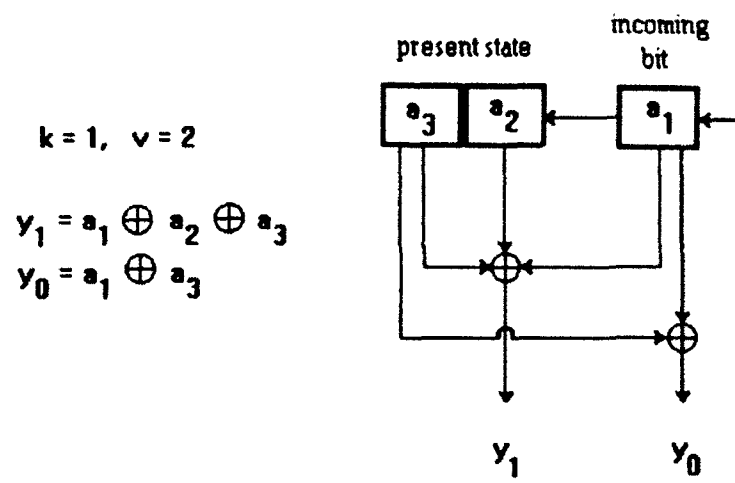 present state
incoming
bit
a3 a2 a1
k = 1, v = 2
y1 = a1 ⊕ a2 ⊕ a3
y0 = a1 ⊕ a3
y1 y0